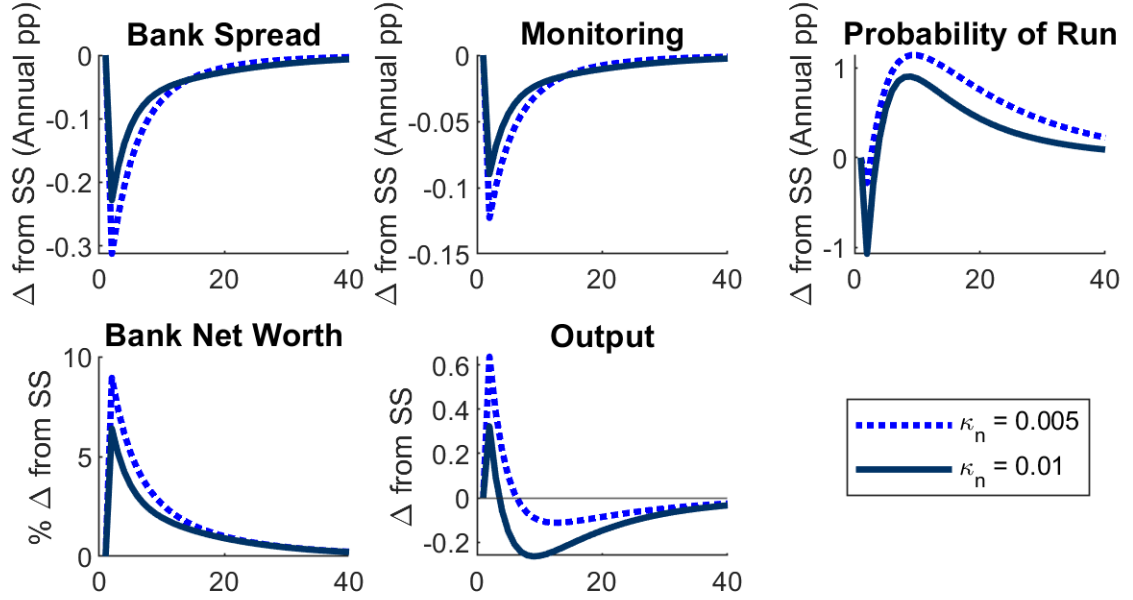 Bank Spread
Δ from SS (Annual pp)
0
-0.1
-0.2
-0.3
0 20 40
Monitoring
Δ from SS (Annual pp)
0
-0.05
-0.1
-0.15
0 20 40
Probability of Run
Δ from SS (Annual pp)
1
0
-1
0 20 40
Bank Net Worth
% Δ from SS
10
5
0
0 20 40
Output
Δ from SS
0.6
0.4
0.2
0
-0.2
0 20 40
κn = 0.005
κn = 0.01